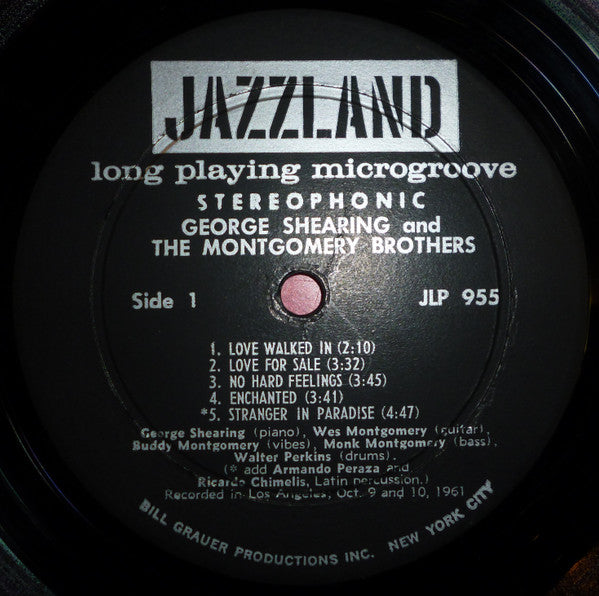 JAZZLAND
long playing microgroove
STEREOPHONIC
GEORGE SHEARING and
THE MONTGOMERY BROTHERS
Side 1 JLP 955
1. LOVE WALKED IN (2:10)
2. LOVE FOR SALE (3:32)
3. NO HARD FEELINGS (3:45)
4. ENCHANTED (3:41)
*5. STRANGER IN PARADISE (4:47)
George Shearing (piano), Wes Montgomery (guitar),
Buddy Montgomery (vibes), Monk Montgomery (bass),
Walter Perkins (drums).
(* add Armando Peraza and
Ricardo Chimelis, Latin percussion.)
Recorded in Los Angeles, Oct. 9 and 10, 1961
BILL GRAUER PRODUCTIONS INC. NEW YORK CITY